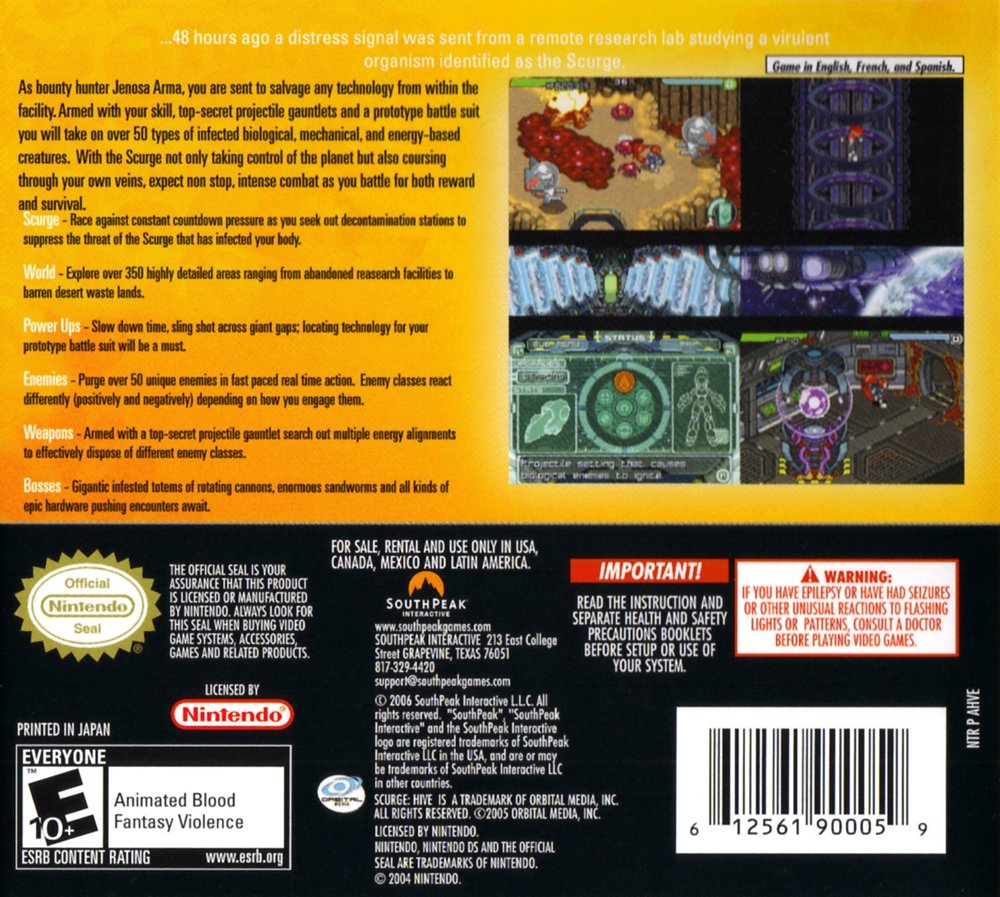 ...48 hours ago a distress signal was sent from a remote research lab studying a virulent
organism identified as the Scurge.
Game in English, French, and Spanish.
As bounty hunter Jenosa Arma, you are sent to salvage any technology from within the
facility. Armed with your skill, top-secret projectile gauntlets and a prototype battle suit
you will take on over 50 types of infected biological, mechanical, and energy-based
creatures. With the Scurge not only taking control of the planet but also coursing
through your own veins, expect non stop, intense combat as you battle for both reward
and survival.
Scurge - Race against constant countdown pressure as you seek out decontamination stations to
suppress the threat of the Scurge that has infected your body.
World - Explore over 350 highly detailed areas ranging from abandoned reasearch facilities to
barren desert waste lands.
Power Ups - Slow down time, sling shot across giant gaps; locating technology for your
prototype battle suit will be a must.
Enemies - Purge over 50 unique enemies in fast paced real time action. Enemy classes react
differently (positively and negatively) depending on how you engage them.
Weapons - Armed with a top-secret projectile gauntlet search out multiple energy alignments
to effectively dispose of different enemy classes.
Bosses - Gigantic infested totems of rotating cannons, enormous sandworms and all kinds of
epic hardware pushing encounters await.
STATUS
Projectile setting that causes
biological enemies to ignite.
Official
Nintendo
Seal
®
THE OFFICIAL SEAL IS YOUR
ASSURANCE THAT THIS PRODUCT
IS LICENSED OR MANUFACTURED
BY NINTENDO. ALWAYS LOOK FOR
THIS SEAL WHEN BUYING VIDEO
GAME SYSTEMS, ACCESSORIES,
GAMES AND RELATED PRODUCTS.
LICENSED BY
Nintendo®
PRINTED IN JAPAN
EVERYONE
™
E
10+
Animated Blood
Fantasy Violence
ESRB CONTENT RATING www.esrb.org
FOR SALE, RENTAL AND USE ONLY IN USA,
CANADA, MEXICO AND LATIN AMERICA.
SOUTHPEAK
INTERACTIVE
www.southpeakgames.com
SOUTHPEAK INTERACTIVE 213 East College
Street GRAPEVINE, TEXAS 76051
817-329-4420
support@southpeakgames.com
© 2006 SouthPeak Interactive L.L.C. All
rights reserved. "SouthPeak", "SouthPeak
Interactive" and the SouthPeak Interactive
logo are registered trademarks of SouthPeak
Interactive LLC in the USA, and are or may
be trademarks of SouthPeak Interactive LLC
in other countries.
ORBITAL
MEDIA
SCURGE: HIVE IS A TRADEMARK OF ORBITAL MEDIA, INC.
ALL RIGHTS RESERVED. ©2005 ORBITAL MEDIA, INC.
LICENSED BY NINTENDO.
NINTENDO, NINTENDO DS AND THE OFFICIAL
SEAL ARE TRADEMARKS OF NINTENDO.
© 2004 NINTENDO.
IMPORTANT!
READ THE INSTRUCTION AND
SEPARATE HEALTH AND SAFETY
PRECAUTIONS BOOKLETS
BEFORE SETUP OR USE OF
YOUR SYSTEM.
WARNING:
IF YOU HAVE EPILEPSY OR HAVE HAD SEIZURES
OR OTHER UNUSUAL REACTIONS TO FLASHING
LIGHTS OR PATTERNS, CONSULT A DOCTOR
BEFORE PLAYING VIDEO GAMES.
NTR P AHVE
6 12561 90005 9